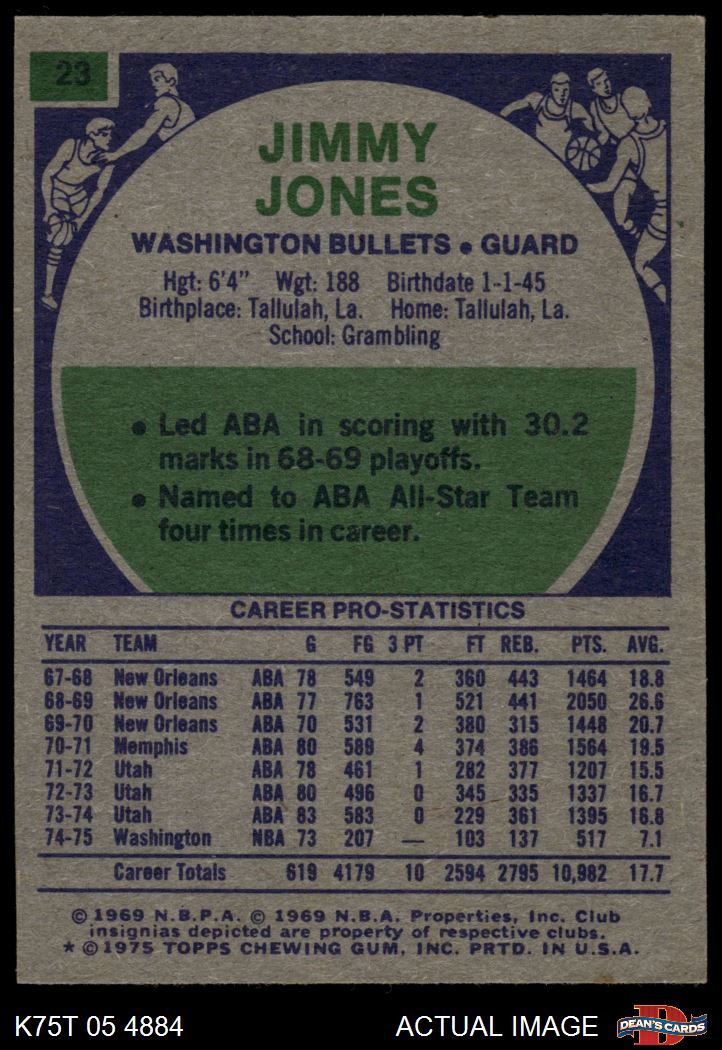 23
JIMMY
JONES
WASHINGTON BULLETS • GUARD
Hgt: 6'4" Wgt: 188 Birthdate 1-1-45
Birthplace: Tallulah, La. Home: Tallulah, La.
School: Grambling
• Led ABA in scoring with 30.2
marks in 68-69 playoffs.
• Named to ABA All-Star Team
four times in career.
CAREER PRO-STATISTICS
YEAR TEAM G FG 3 PT FT REB. PTS. AVG.
67-68 New Orleans ABA 78 549 2 360 443 1464 18.8
68-69 New Orleans ABA 77 763 1 521 441 2050 26.6
69-70 New Orleans ABA 70 531 2 380 315 1448 20.7
70-71 Memphis ABA 80 589 4 374 386 1564 19.5
71-72 Utah ABA 78 461 1 282 377 1207 15.5
72-73 Utah ABA 80 496 0 345 335 1337 16.7
73-74 Utah ABA 83 583 0 229 361 1395 16.8
74-75 Washington NBA 73 207 — 103 137 517 7.1
Career Totals 619 4179 10 2594 2795 10,982 17.7
© 1969 N.B.P.A. © 1969 N.B.A. Properties, Inc. Club
insignias depicted are property of respective clubs.
* © 1975 TOPPS CHEWING GUM, INC. PRTD. IN U.S.A.
K75T 05 4884 ACTUAL IMAGE D DEAN'S CARDS